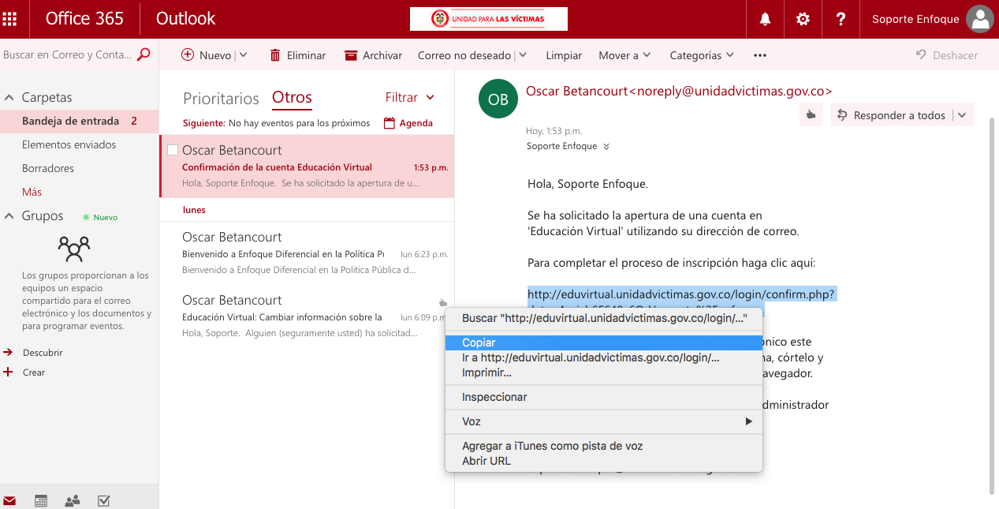 Office 365
Outlook
UNIDAD PARA LAS VÍCTIMAS
?
Soporte Enfoque
Buscar en Correo y Conta...
Nuevo
Eliminar
Archivar
Correo no deseado
Limpiar
Mover a
Categorías
Deshacer
Carpetas
Bandeja de entrada 2
Elementos enviados
Borradores
Más
Grupos
Nuevo
Los grupos proporcionan a los
equipos un espacio
compartido para el correo
electrónico y los documentos y
para programar eventos.
Descubrir
Crear
Prioritarios
Otros
Filtrar
Siguiente: No hay eventos para los próximos
Agenda
Oscar Betancourt
Confirmación de la cuenta Educación Virtual 1:53 p.m.
Hola, Soporte Enfoque. Se ha solicitado la apertura de u...
lunes
Oscar Betancourt
Bienvenido a Enfoque Diferencial en la Política lun 6:23 p.m.
Bienvenido a Enfoque Diferencial en la Política Pública d...
Oscar Betancourt
Educación Virtual: Cambiar información sobre la lun 6:09 p.m
Hola, Soporte. Alguien (seguramente usted) ha solicitad...
OB
Oscar Betancourt<noreply@unidadvictimas.gov.co>
Responder a todos
Hoy, 1:53 p.m.
Soporte Enfoque
Hola, Soporte Enfoque.
Se ha solicitado la apertura de una cuenta en
'Educación Virtual' utilizando su dirección de correo.
Para completar el proceso de inscripción haga clic aquí:
http://eduvirtual.unidadvictimas.gov.co/login/confirm.php?
Buscar "http://eduvirtual.unidadvictimas.gov.co/login/..."
Copiar
Ir a http://eduvirtual.unidadvictimas.gov.co/login/...
Imprimir...
Inspeccionar
Voz
Agregar a iTunes como pista de voz
Abrir URL
ónico este
na, córtelo y
avegador.
dministrador